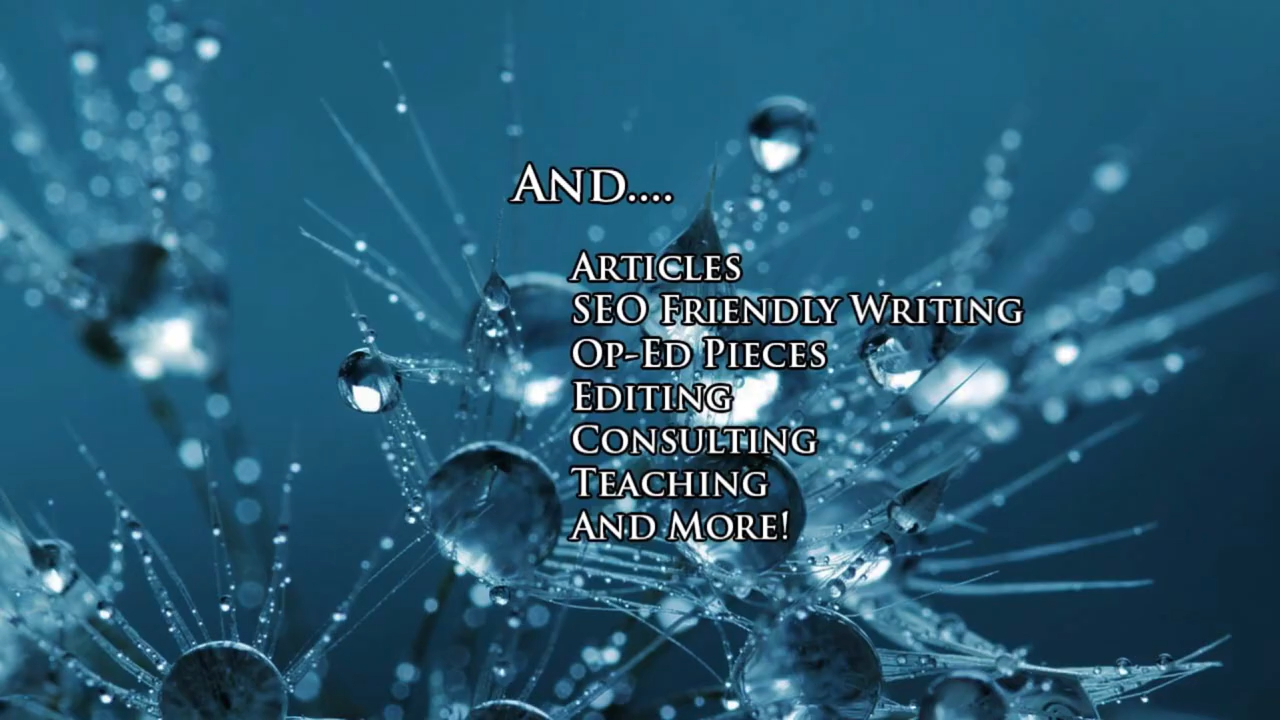 And....
Articles
SEO Friendly Writing
Op-Ed Pieces
Editing
Consulting
Teaching
And More!